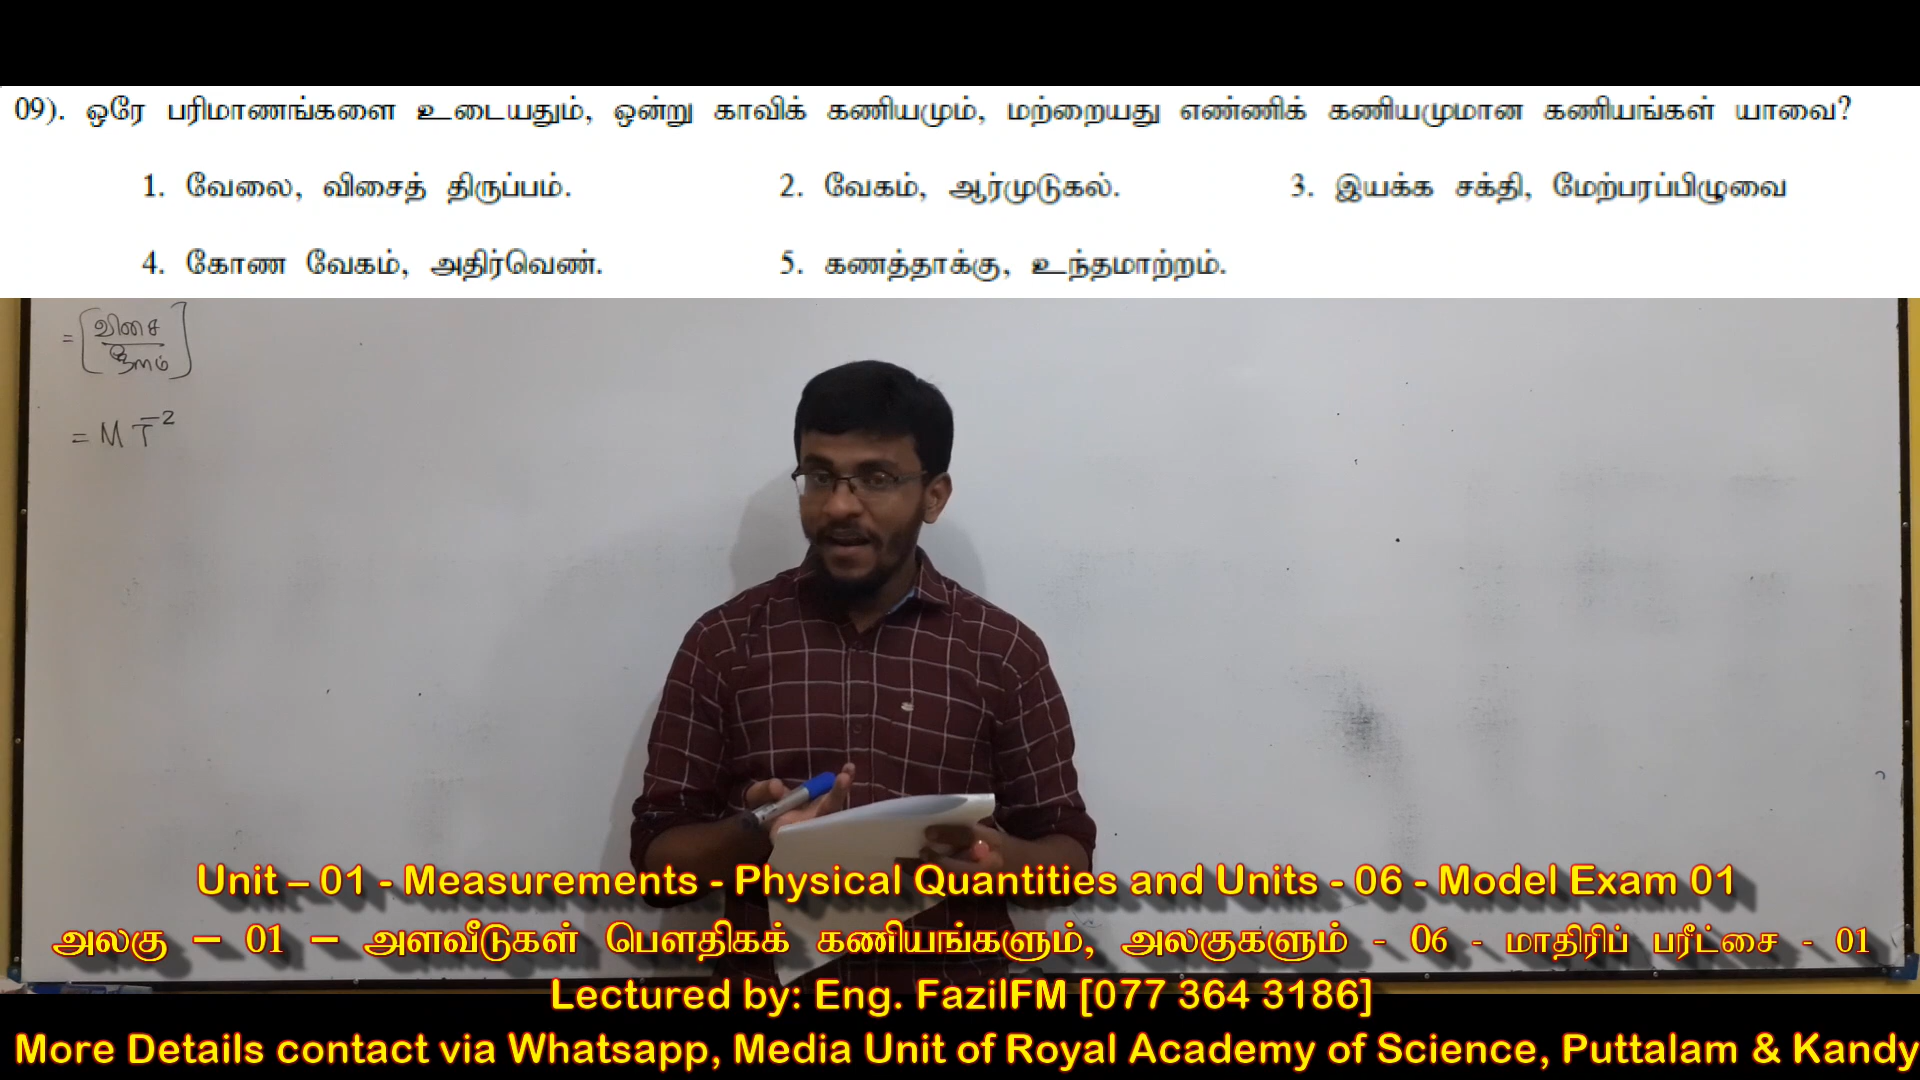 09). ஒரே பரிமாணங்களை உடையதும், ஒன்று காவிக் கணியமும், மற்றையது எண்ணிக் கணியமுமான கணியங்கள் யாவை?
1. வேலை, விசைத் திருப்பம். 2. வேகம், ஆர்முடுகல். 3. இயக்க சக்தி, மேற்பரப்பிழுவை
4. கோண வேகம், அதிர்வெண். 5. கணத்தாக்கு, உந்தமாற்றம்.
= [விசை
நீளம்]
= M T⁻²
Unit – 01 - Measurements - Physical Quantities and Units - 06 - Model Exam 01
அலகு – 01 – அளவீடுகள் பௌதிகக் கணியங்களும், அலகுகளும் - 06 - மாதிரிப் பரீட்சை - 01
Lectured by: Eng. FazilFM [077 364 3186]
More Details contact via Whatsapp, Media Unit of Royal Academy of Science, Puttalam & Kandy